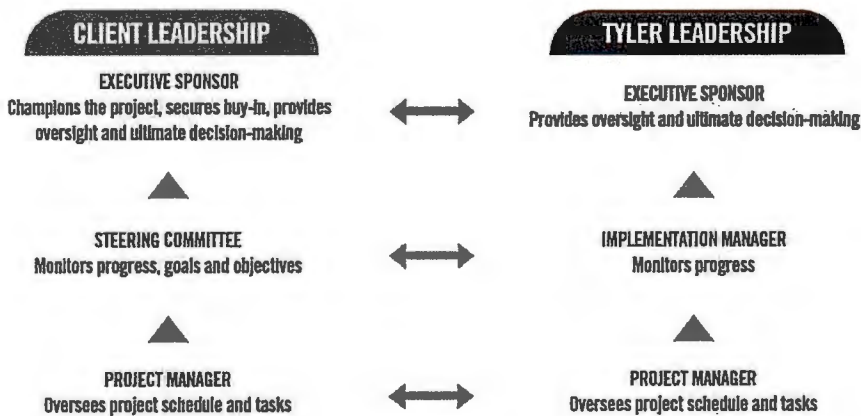 CLIENT LEADERSHIP
EXECUTIVE SPONSOR
Champions the project, secures buy-in, provides
oversight and ultimate decision-making
STEERING COMMITTEE
Monitors progress, goals and objectives
PROJECT MANAGER
Oversees project schedule and tasks
TYLER LEADERSHIP
EXECUTIVE SPONSOR
Provides oversight and ultimate decision-making
IMPLEMENTATION MANAGER
Monitors progress
PROJECT MANAGER
Oversees project schedule and tasks